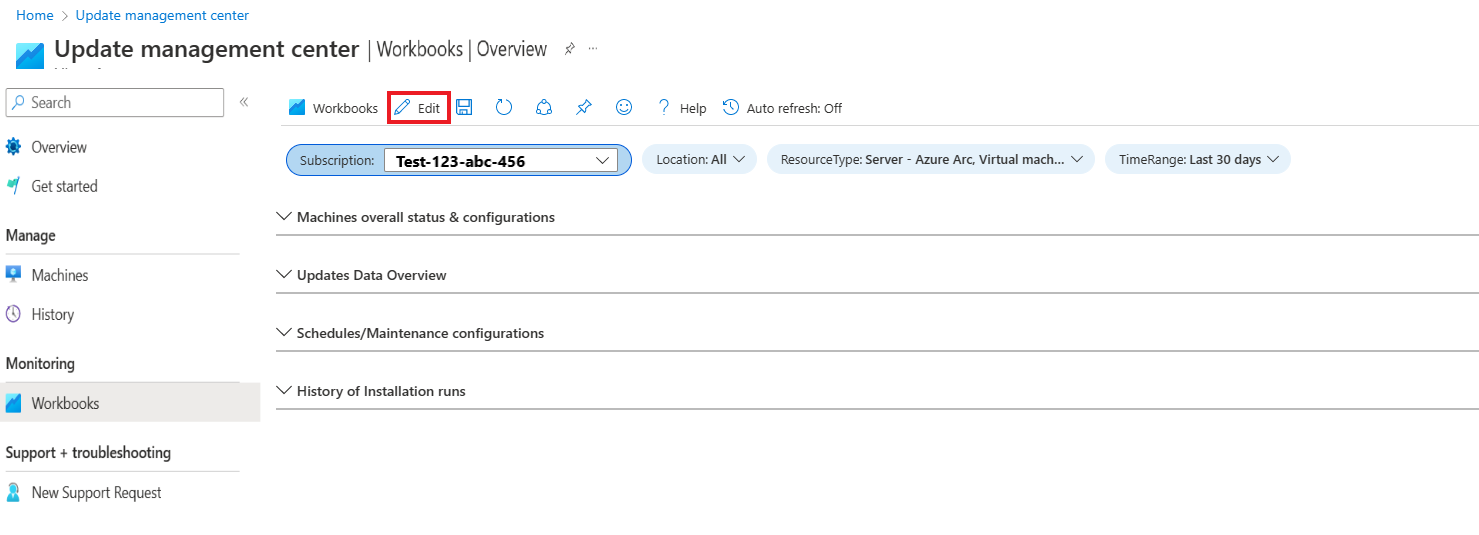 Home > Update management center
Update management center | Workbooks | Overview ...
Search «
Workbooks Edit ? Help Auto refresh: Off
Overview
Subscription: Test-123-abc-456 Location: All ResourceType: Server - Azure Arc, Virtual mach... TimeRange: Last 30 days
Get started
Machines overall status & configurations
Manage
Machines
Updates Data Overview
History
Schedules/Maintenance configurations
Monitoring
Workbooks
History of Installation runs
Support + troubleshooting
New Support Request